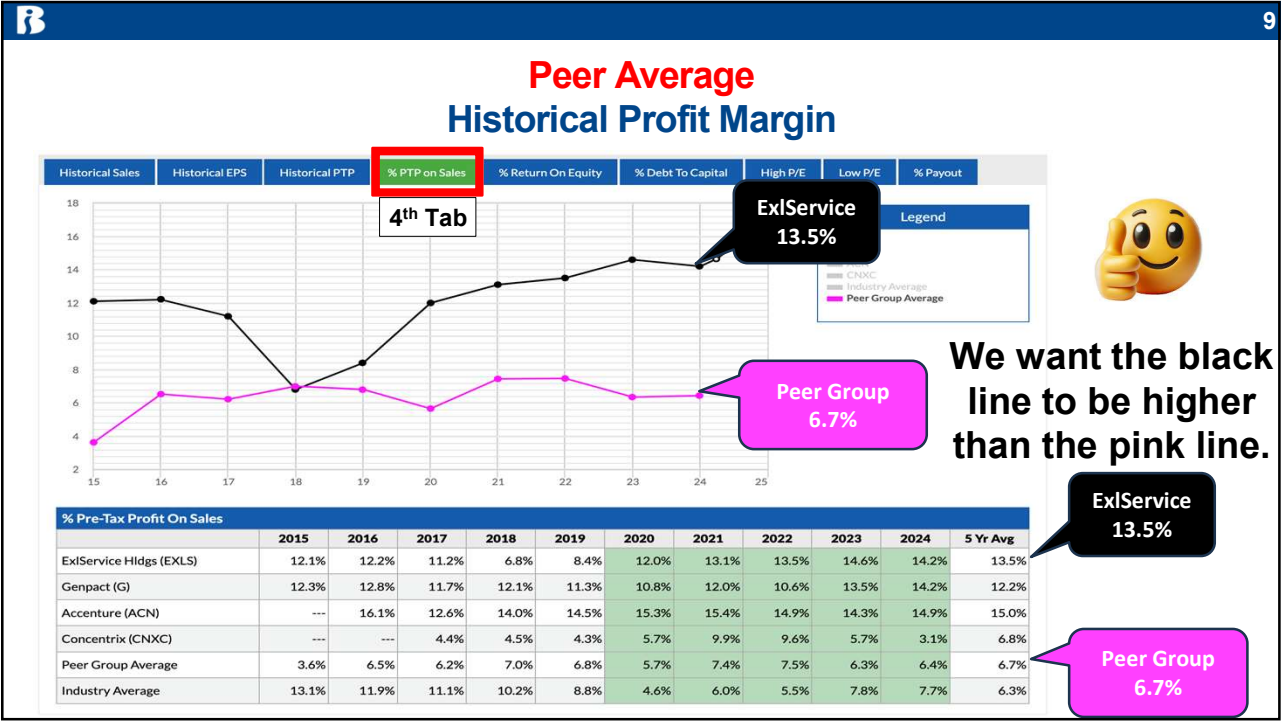 9
Peer Average
Historical Profit Margin
Historical Sales Historical EPS Historical PTP % PTP on Sales % Return On Equity % Debt To Capital High P/E Low P/E % Payout
4th Tab
ExlService
13.5%
Legend
CNXC
Industry Average
Peer Group Average
18
16
14
12
10
8
6
4
2
15 16 17 18 19 20 21 22 23 24 25
Peer Group
6.7%
We want the black
line to be higher
than the pink line.
ExlService
13.5%
% Pre-Tax Profit On Sales
2015 2016 2017 2018 2019 2020 2021 2022 2023 2024 5 Yr Avg
ExlService Hldgs (EXLS) 12.1% 12.2% 11.2% 6.8% 8.4% 12.0% 13.1% 13.5% 14.6% 14.2% 13.5%
Genpact (G) 12.3% 12.8% 11.7% 12.1% 11.3% 10.8% 12.0% 10.6% 13.5% 14.2% 12.2%
Accenture (ACN) --- 16.1% 12.6% 14.0% 14.5% 15.3% 15.4% 14.9% 14.3% 14.9% 15.0%
Concentrix (CNXC) --- --- 4.4% 4.5% 4.3% 5.7% 9.9% 9.6% 5.7% 3.1% 6.8%
Peer Group Average 3.6% 6.5% 6.2% 7.0% 6.8% 5.7% 7.4% 7.5% 6.3% 6.4% 6.7%
Industry Average 13.1% 11.9% 11.1% 10.2% 8.8% 4.6% 6.0% 5.5% 7.8% 7.7% 6.3%
Peer Group
6.7%